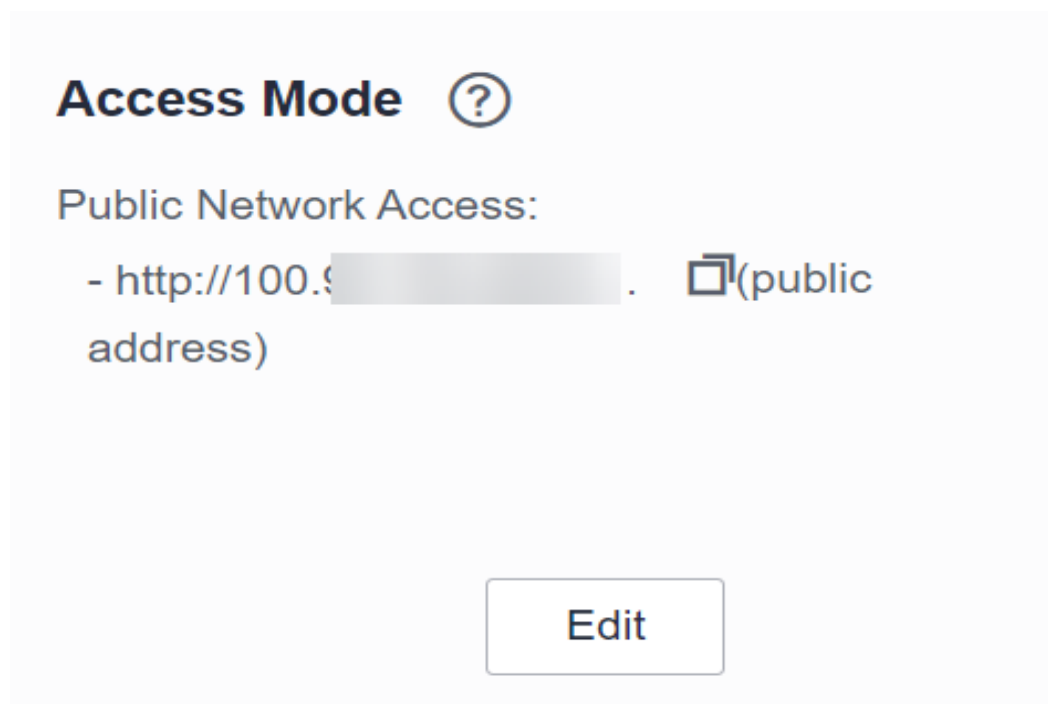 Access Mode ?
Public Network Access:
- http://100. . (public
address)
Edit